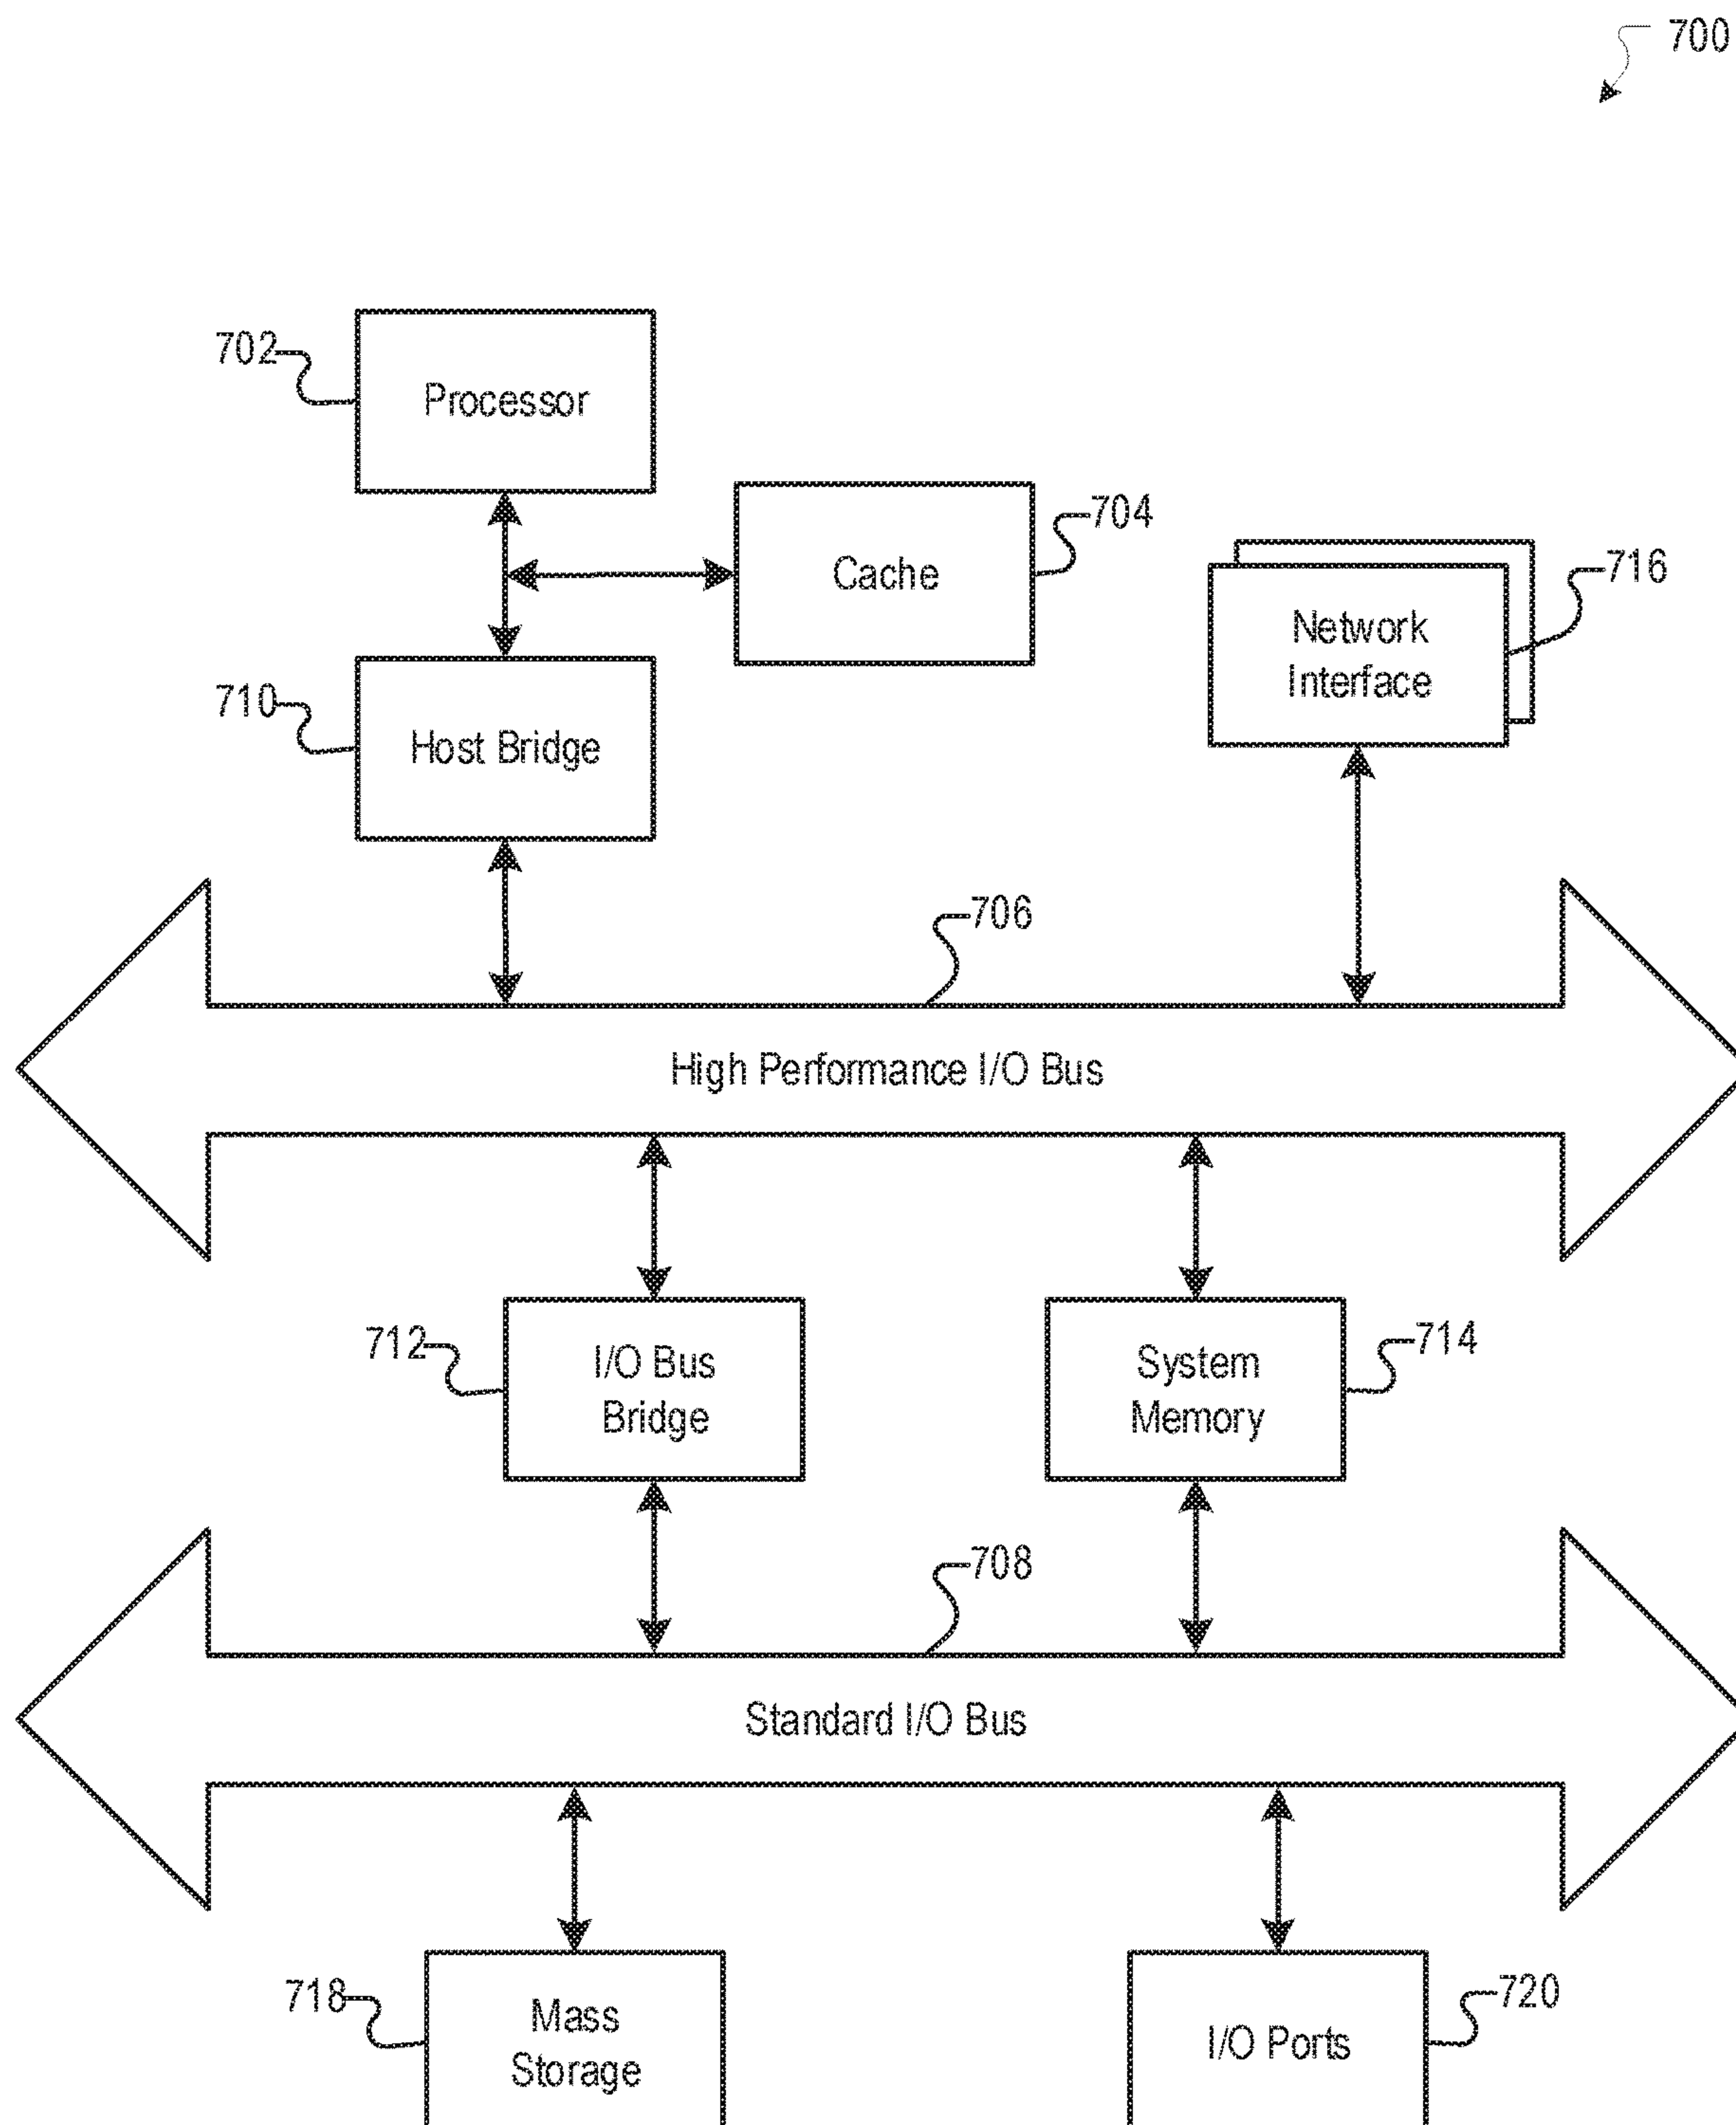 700
702
Processor
704
Cache
716
Network
Interface
710
Host Bridge
706
High Performance I/O Bus
712
I/O Bus
Bridge
714
System
Memory
708
Standard I/O Bus
718
Mass
Storage
720
I/O Ports